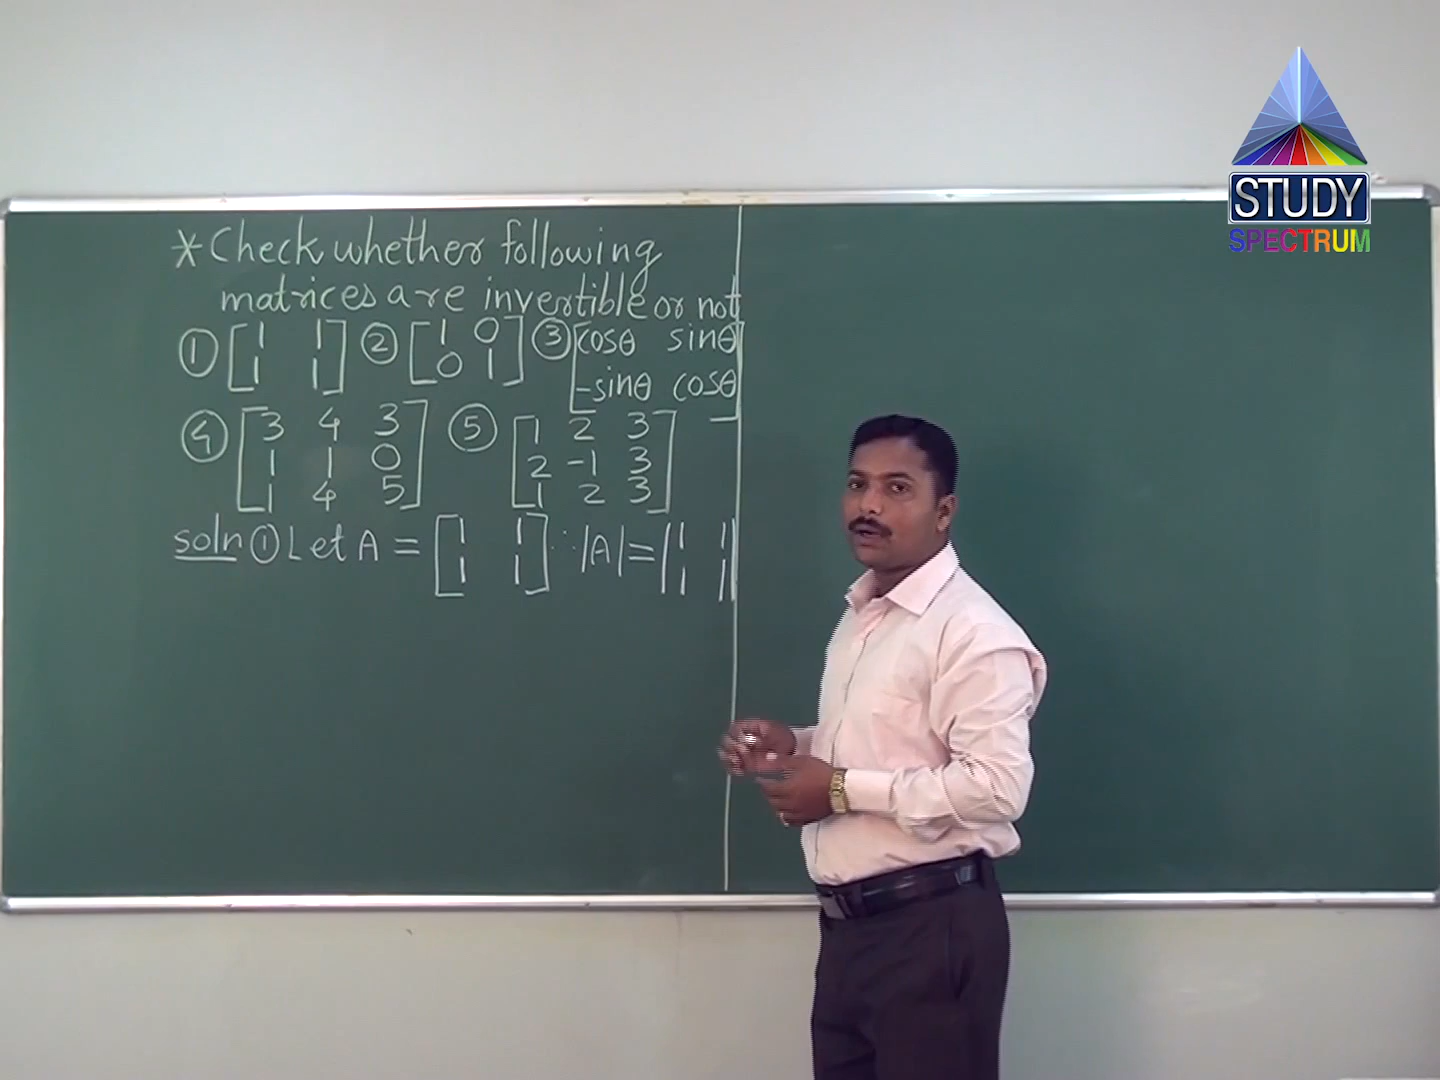 * Check whether following
matrices are invertible or not
① [1 1 ② [1 0 ③ [cosθ sinθ
1 1] 0 1] -sinθ cosθ]
④ [3 4 3 ⑤ [1 2 3
1 1 0 2 -1 3
1 4 5] 1 2 3]
soln ① Let A = [1 1 ∴ |A| = |1 1|
1 1] |1 1|
STUDY
SPECTRUM